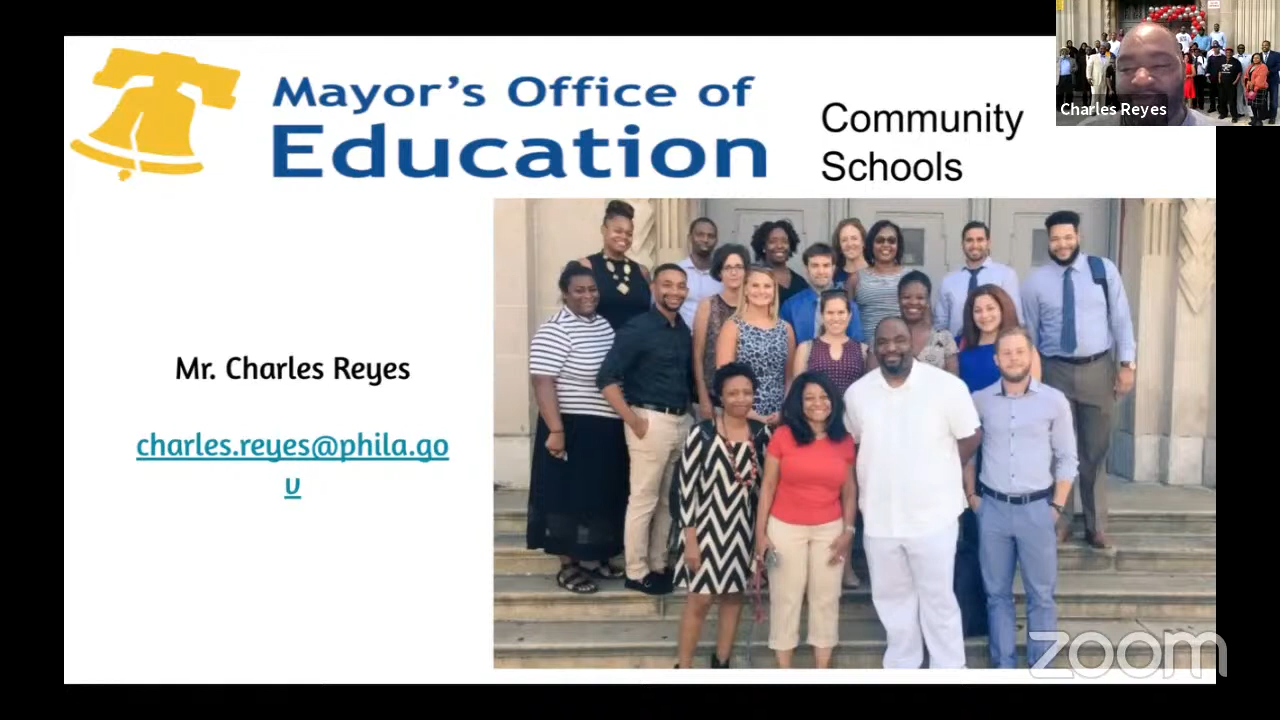 Mayor's Office of
Education
Community
Schools
Charles Reyes
Mr. Charles Reyes
charles.reyes@phila.go
v
zoom